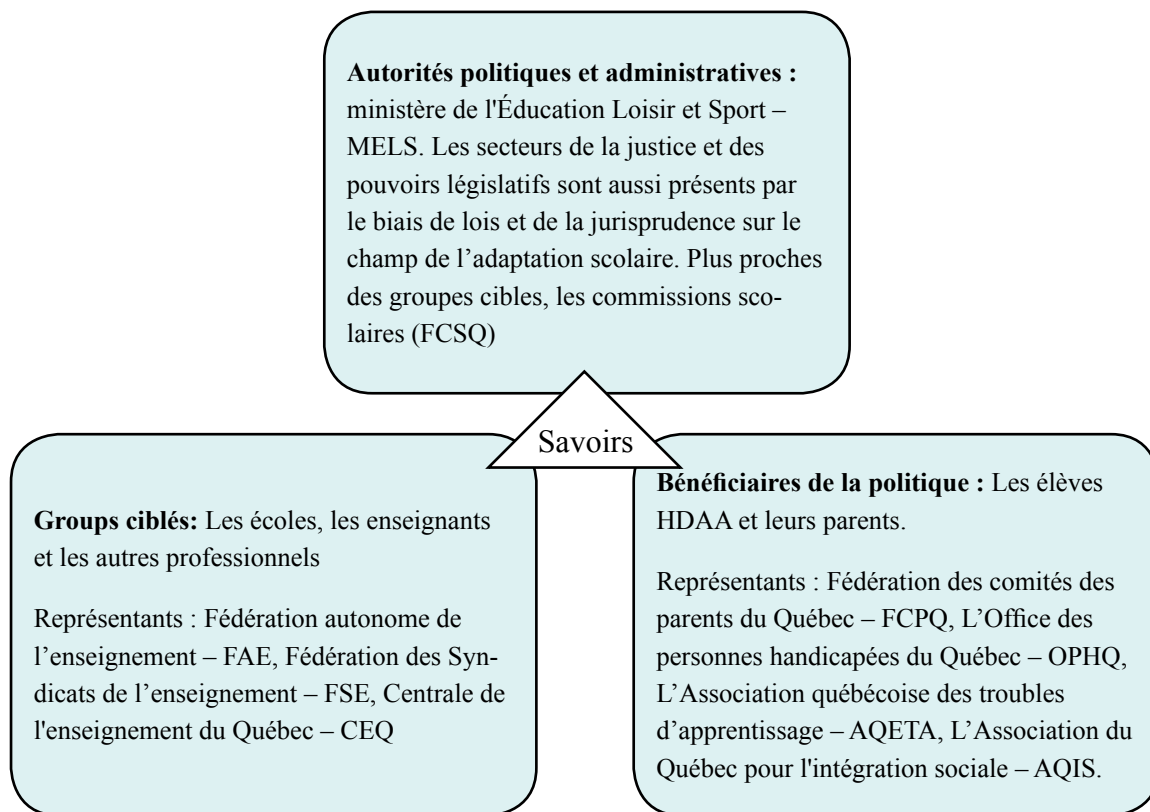 Autorités politiques et administratives :
ministère de l'Éducation Loisir et Sport –
MELS. Les secteurs de la justice et des
pouvoirs législatifs sont aussi présents par
le biais de lois et de la jurisprudence sur le
champ de l’adaptation scolaire. Plus proches
des groupes cibles, les commissions sco-
laires (FCSQ)
Savoirs
Groups ciblés: Les écoles, les enseignants
et les autres professionnels
Représentants : Fédération autonome de
l’enseignement – FAE, Fédération des Syn-
dicats de l’enseignement – FSE, Centrale de
l'enseignement du Québec – CEQ
Bénéficiaires de la politique : Les élèves
HDAA et leurs parents.
Représentants : Fédération des comités des
parents du Québec – FCPQ, L’Office des
personnes handicapées du Québec – OPHQ,
L’Association québécoise des troubles
d’apprentissage – AQETA, L’Association du
Québec pour l'intégration sociale – AQIS.